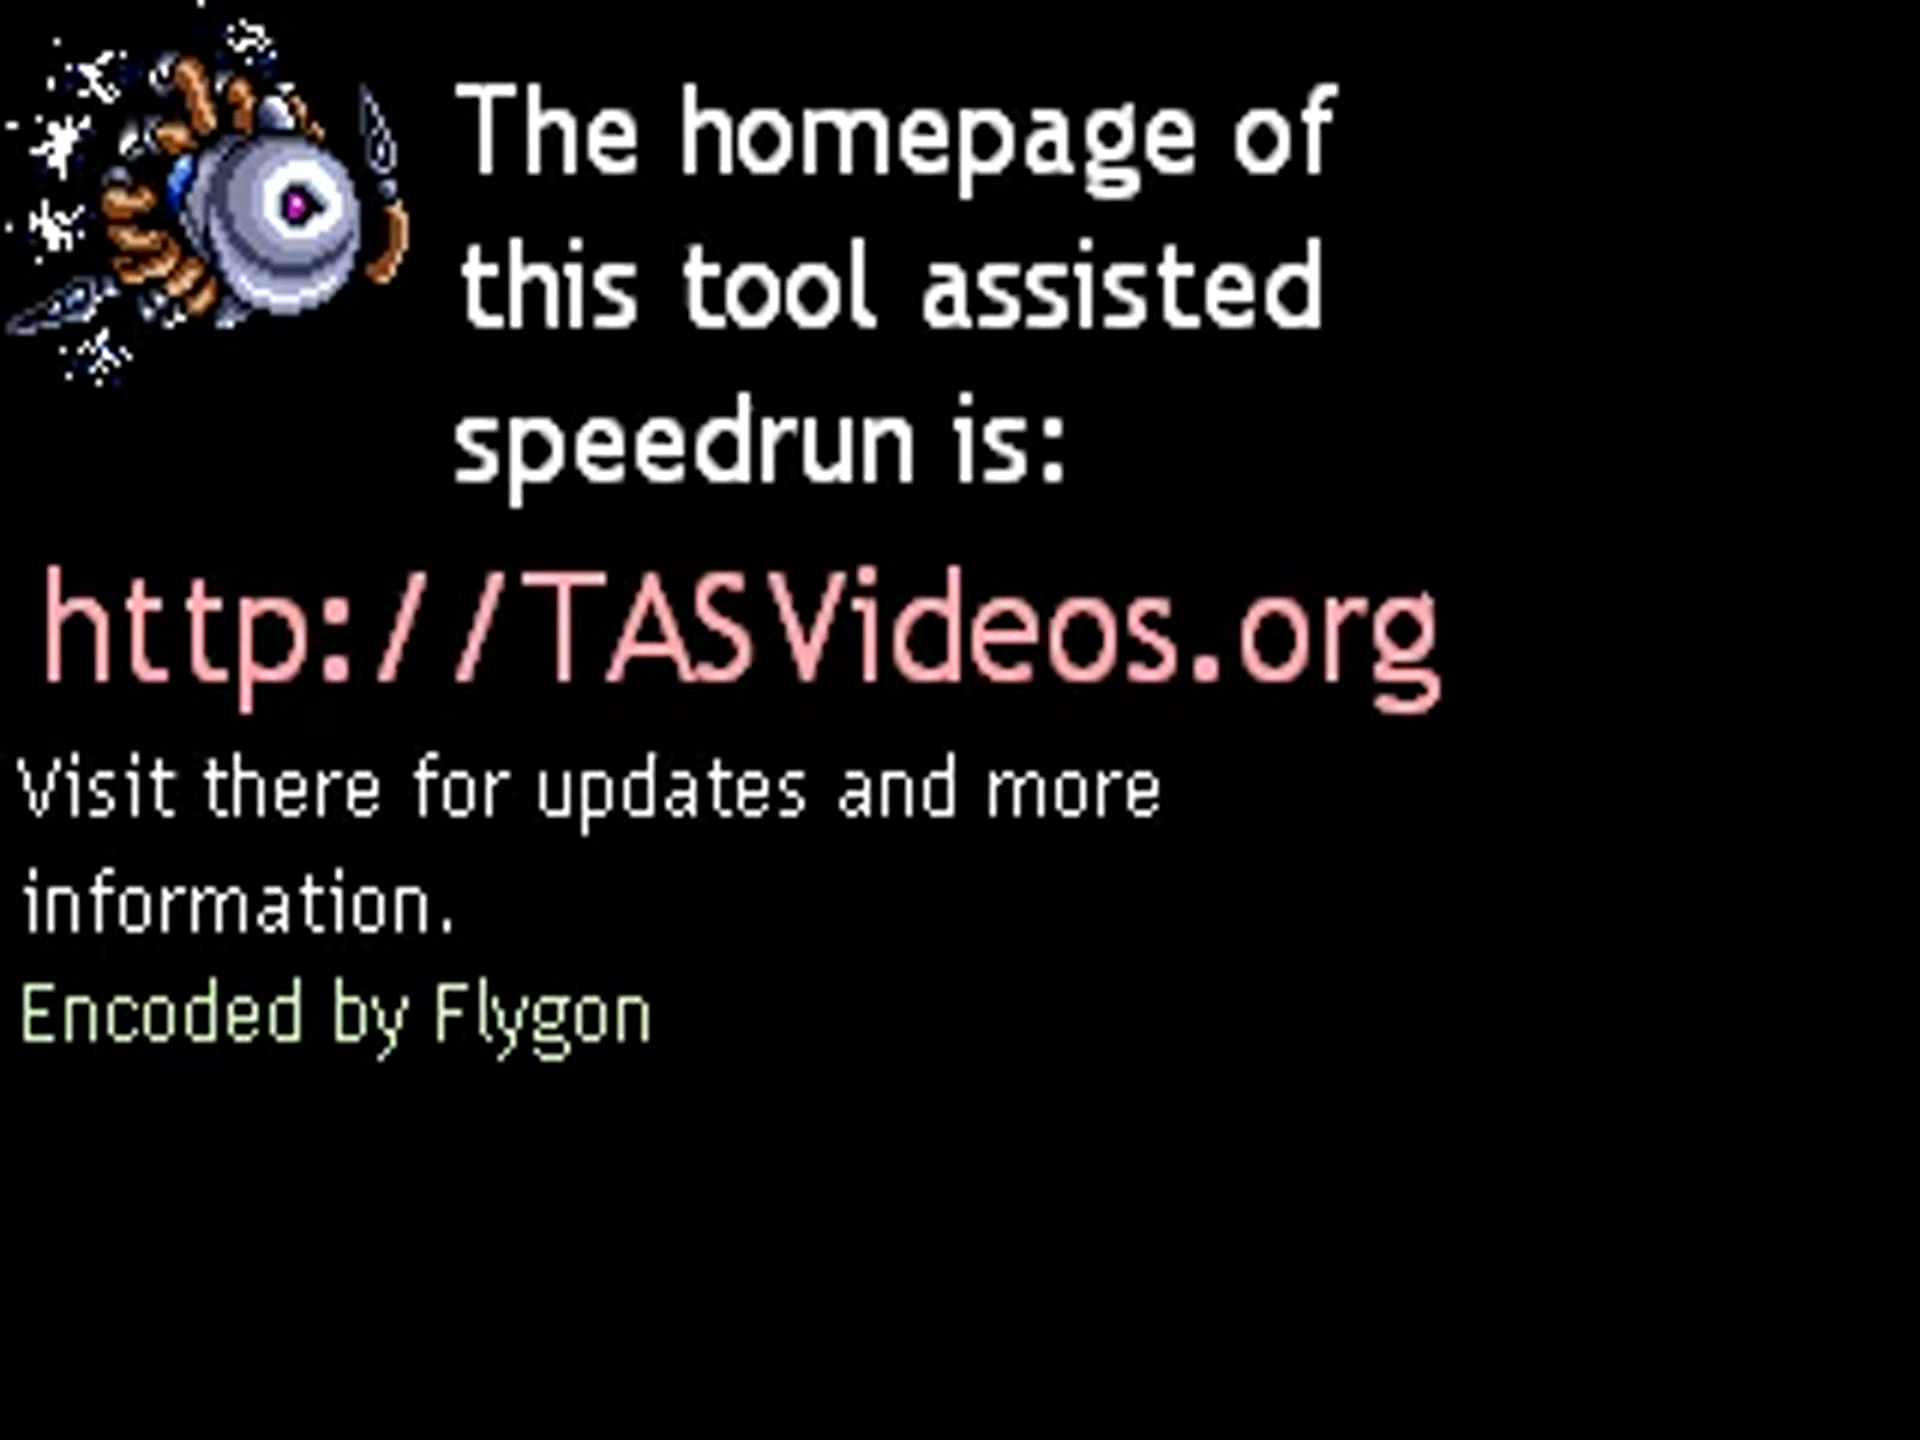 The homepage of
this tool assisted
speedrun is:
http://TASVideos.org
Visit there for updates and more
information.
Encoded by Flygon